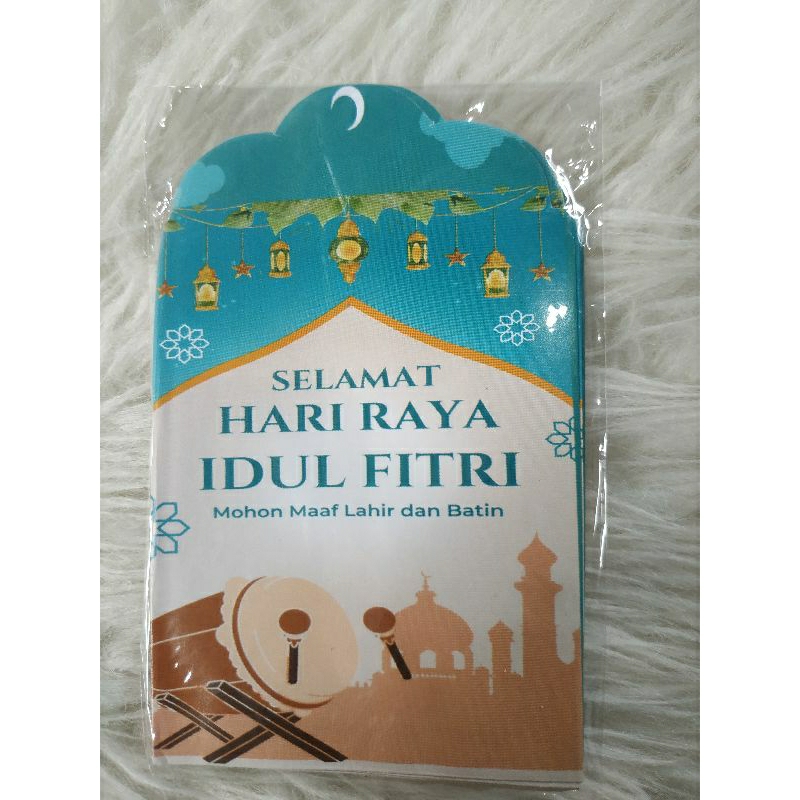 SELAMAT
HARI RAYA
IDUL FITRI
Mohon Maaf Lahir dan Batin